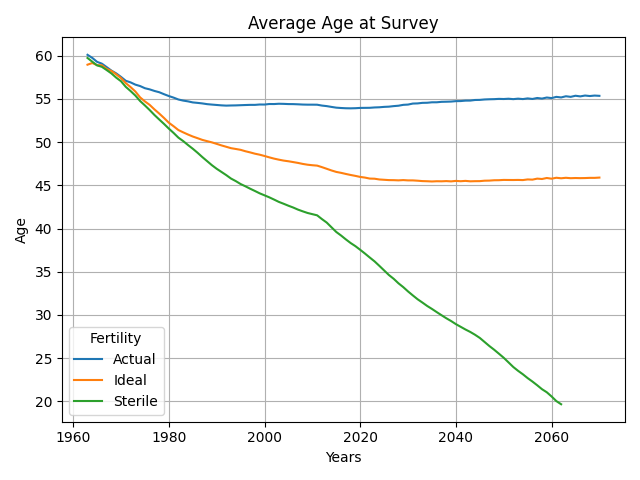 Average Age at Survey
Age
60
55
50
45
40
35
30
25
20
Fertility
Actual
Ideal
Sterile
1960 1980 2000 2020 2040 2060
Years